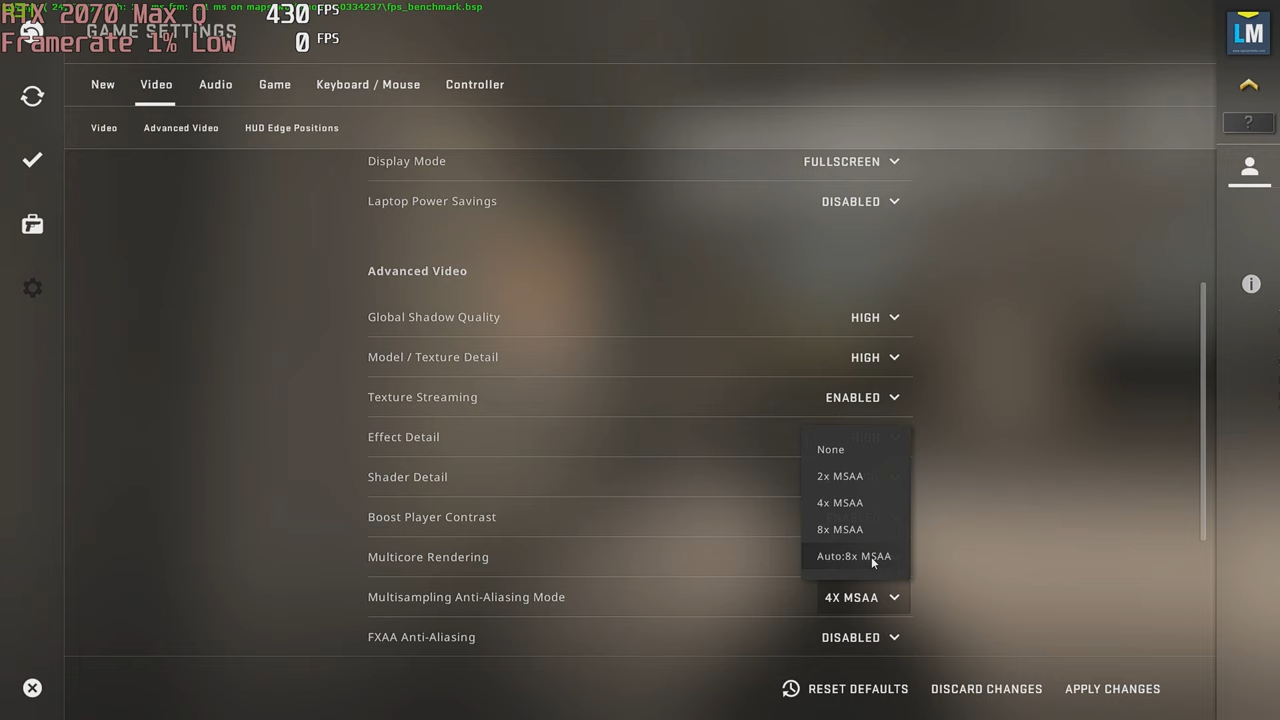 RTX 2070 Max Q 430 FPS
Framerate 1% Low 0 FPS
ms on
0334237\fps_benchmark.bsp
GAME SETTINGS
LM
New Video Audio Game Keyboard / Mouse Controller
?
Video Advanced Video HUD Edge Positions
Display Mode FULLSCREEN
Laptop Power Savings DISABLED
Advanced Video
Global Shadow Quality HIGH
Model / Texture Detail HIGH
Texture Streaming ENABLED
Effect Detail
None
Shader Detail
2x MSAA
4x MSAA
Boost Player Contrast
8x MSAA
Multicore Rendering
Auto:8x MSAA
Multisampling Anti-Aliasing Mode 4X MSAA
FXAA Anti-Aliasing DISABLED
RESET DEFAULTS DISCARD CHANGES APPLY CHANGES